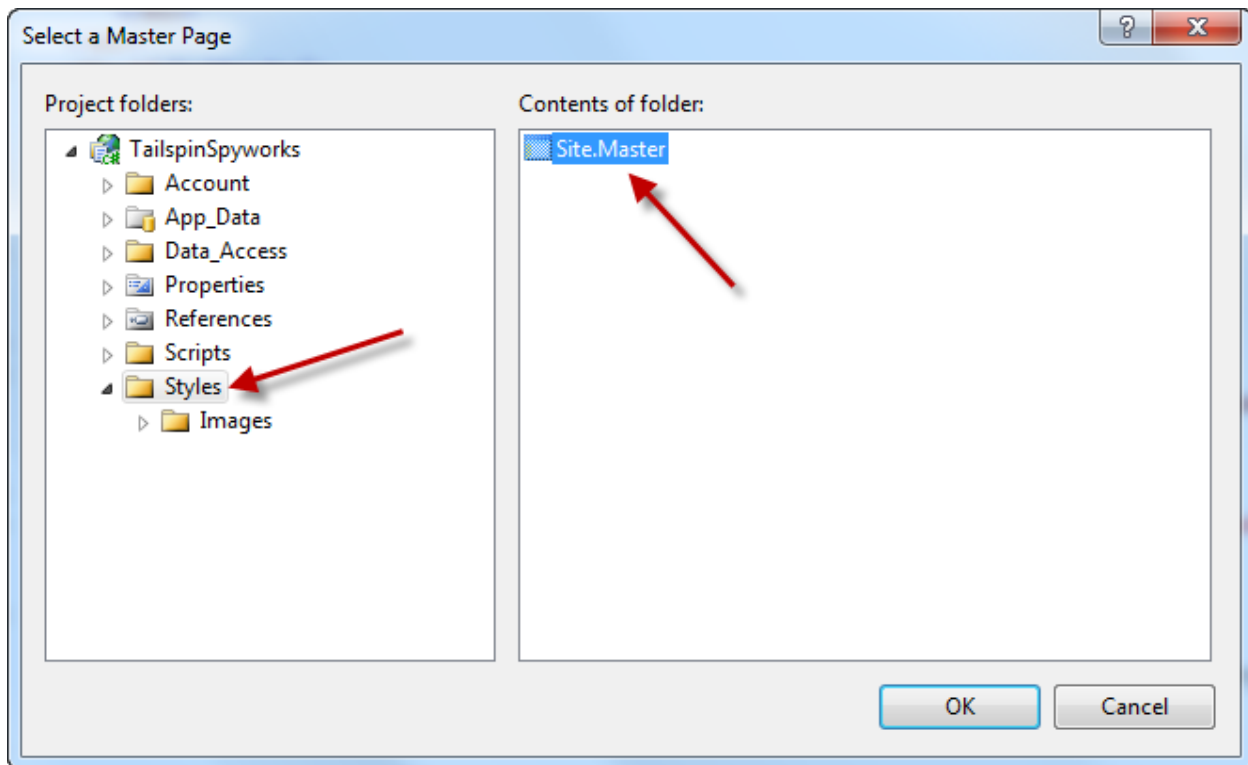 Select a Master Page
Project folders:
TailspinSpyworks
Account
App_Data
Data_Access
Properties
References
Scripts
Styles
Images
Contents of folder:
Site.Master
OK
Cancel